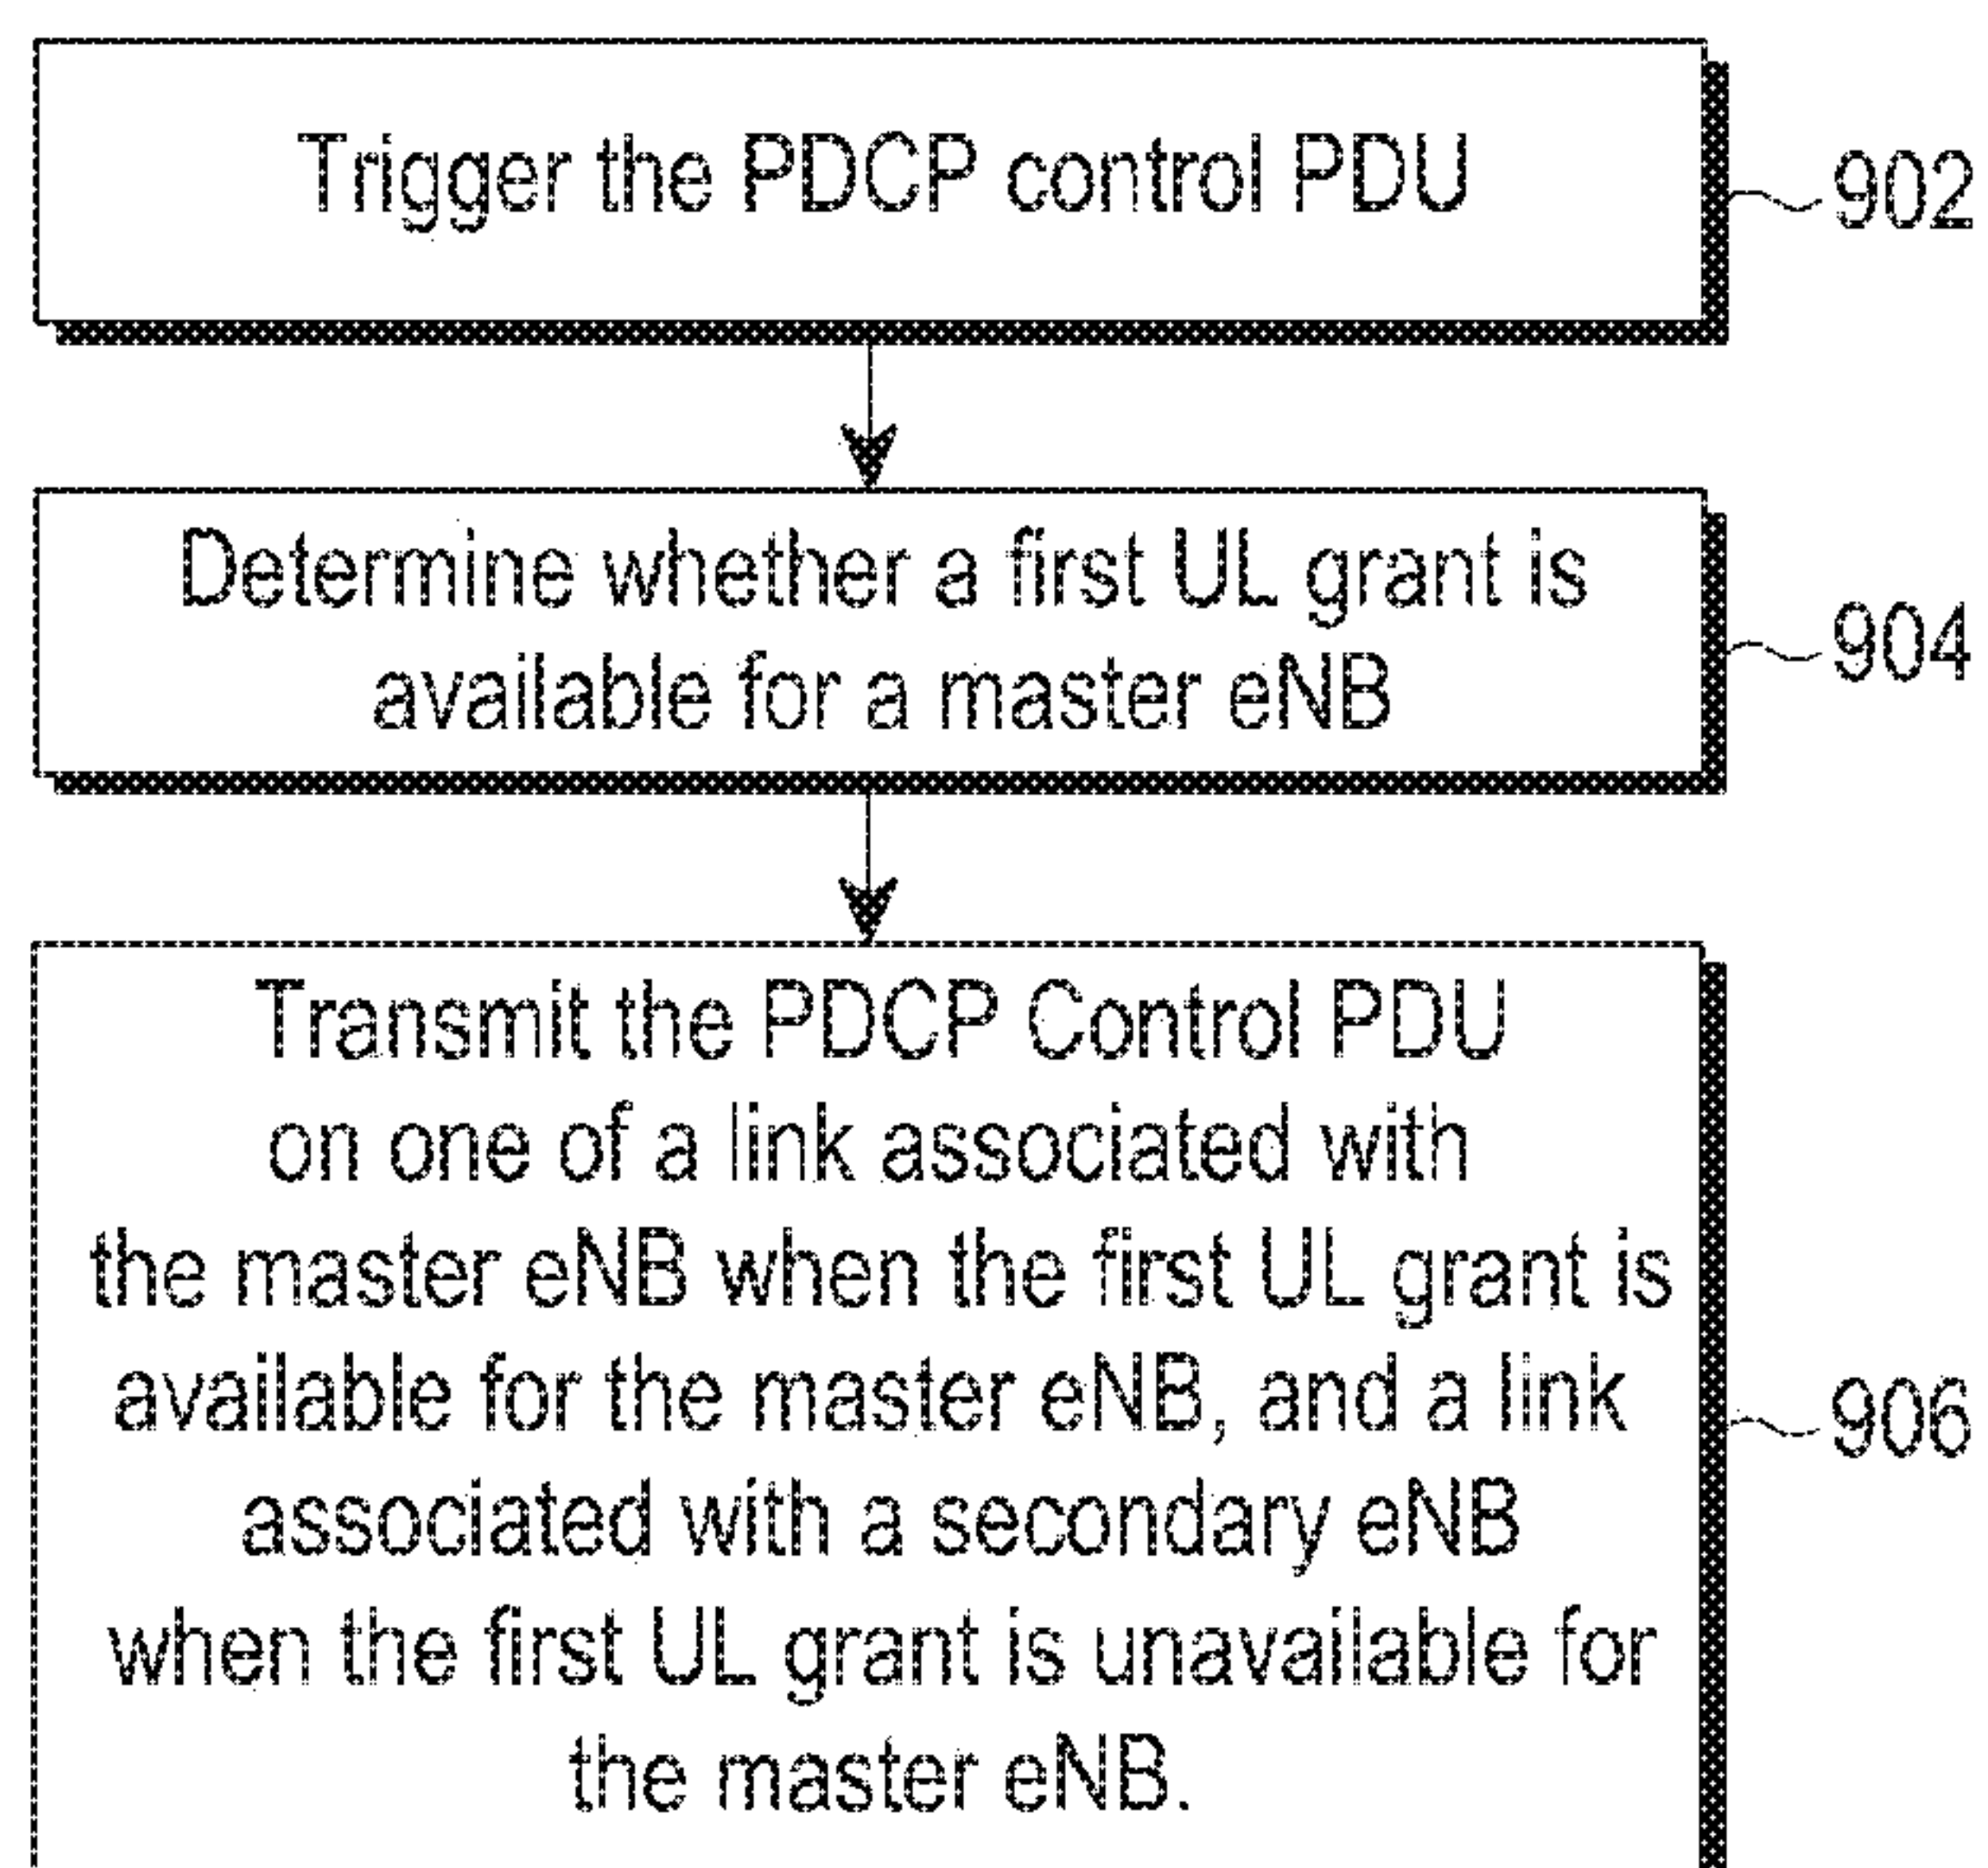 Trigger the PDCP control PDU
902
Determine whether a first UL grant is
available for a master eNB
904
Transmit the PDCP Control PDU
on one of a link associated with
the master eNB when the first UL grant is
available for the master eNB, and a link
associated with a secondary eNB
when the first UL grant is unavailable for
the master eNB.
906